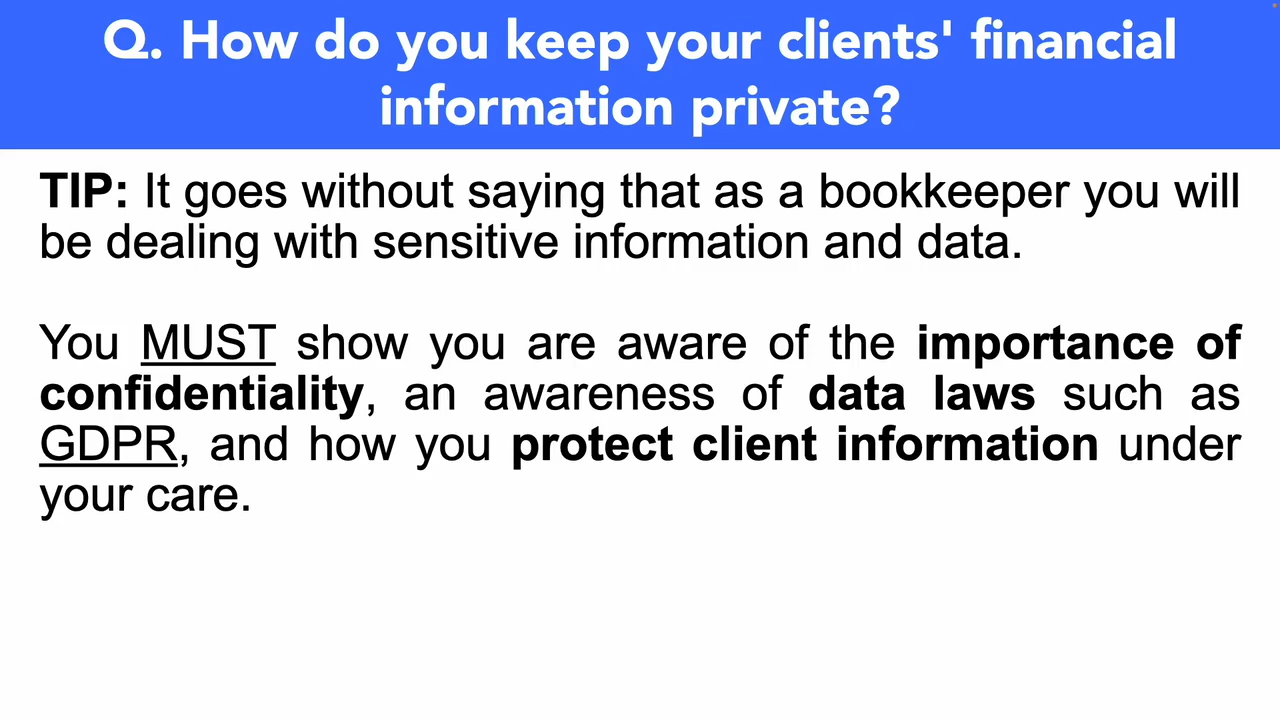 Q. How do you keep your clients' financial
information private?
TIP: It goes without saying that as a bookkeeper you will
be dealing with sensitive information and data.
You MUST show you are aware of the importance of
confidentiality, an awareness of data laws such as
GDPR, and how you protect client information under
your care.